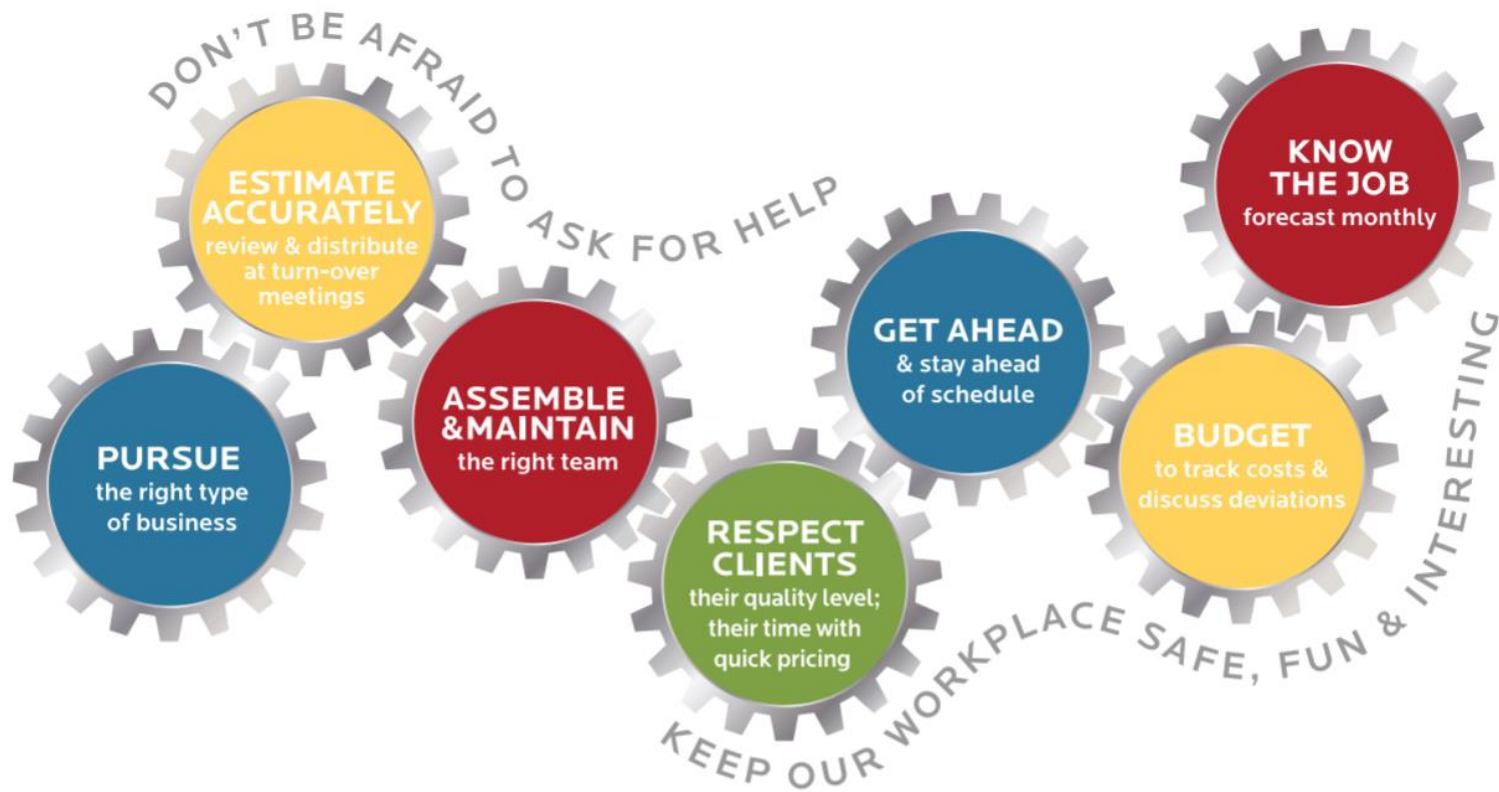 DON'T BE AFRAID TO ASK FOR HELP
ESTIMATE
ACCURATELY
review & distribute
at turn-over
meetings
PURSUE
the right type
of business
ASSEMBLE
&MAINTAIN
the right team
RESPECT
CLIENTS
their quality level;
their time with
quick pricing
GET AHEAD
& stay ahead
of schedule
BUDGET
to track costs &
discuss deviations
KNOW
THE JOB
forecast monthly
KEEP OUR WORKPLACE SAFE, FUN & INTERESTING